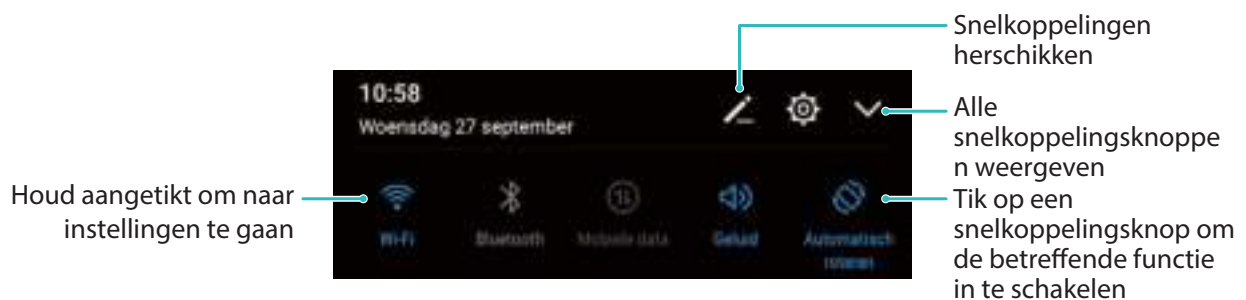 Snelkoppelingen
herschikken
10:58
Woensdag 27 september
Alle
snelkoppelingsknoppe
n weergeven
Houd aangetikt om naar
instellingen te gaan
Wi-Fi
Bluetooth
Mobiele data
Geluid
Automatisch
roteren
Tik op een
snelkoppelingsknop om
de betreffende functie
in te schakelen